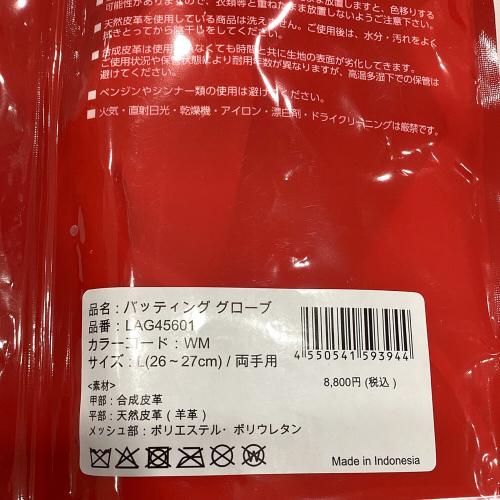 可能性がありますので、衣類等と重ねたまま放置しないようご注意下さい。
■ 天然皮革を使用している商品は洗えません。ご使用後は、水分・汚れをよく
拭きとってから陰干しをしてください。
■ 合成皮革は使用しなくても時間と共に生地の表面が劣化してきます。
ご使用状況や保管状態により耐用年数が異なりますが、高温多湿下での保管は
避けてください。
■ ベンジンやシンナー類の使用は避けてください。
■ 火気・直射日光・乾燥機・アイロン・漂白剤・ドライクリーニングは厳禁です。
品名:バッティング グローブ
品番:LAG45601
カラーコード:WM
サイズ:L(26~27cm) / 両手用
4 550541 593944
8,800円 (税込)
<素材>
甲部:合成皮革
平部:天然皮革(羊革)
メッシュ部:ポリエステル・ポリウレタン
Made in Indonesia